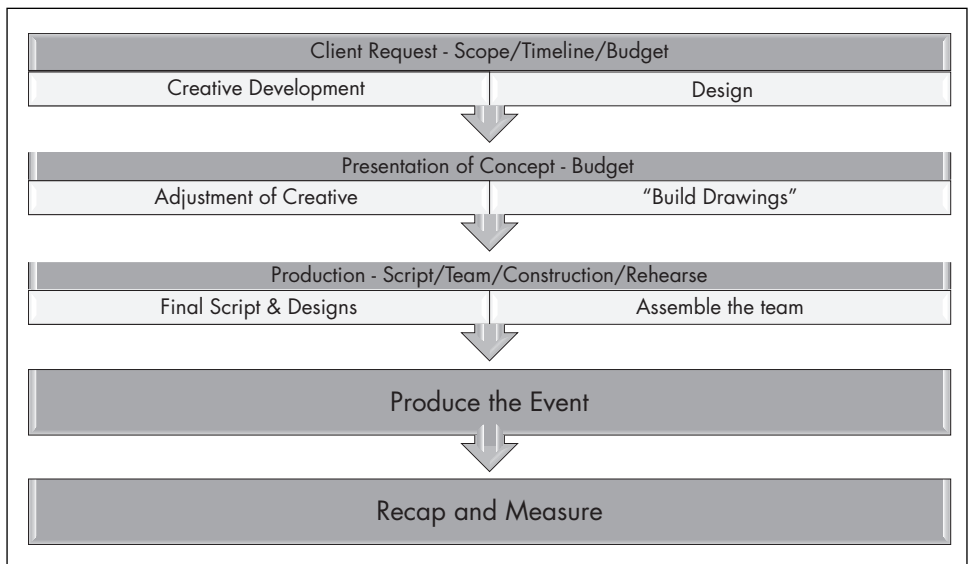 Client Request - Scope/Timeline/Budget
Creative Development
Design
Presentation of Concept - Budget
Adjustment of Creative
“Build Drawings”
Production - Script/Team/Construction/Rehearse
Final Script & Designs
Assemble the team
Produce the Event
Recap and Measure